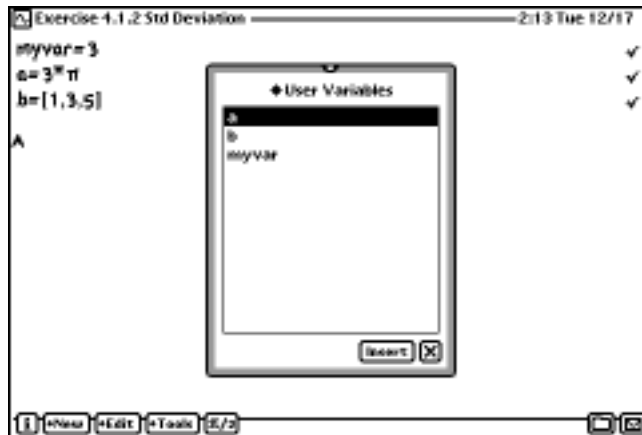 Exercise 4.1.2 Std Deviation 2:13 Tue 12/17
myvar=3
a=3*π
b=[1,3,5]
User Variables
a
b
myvar
Insert X
i New Edit Tools